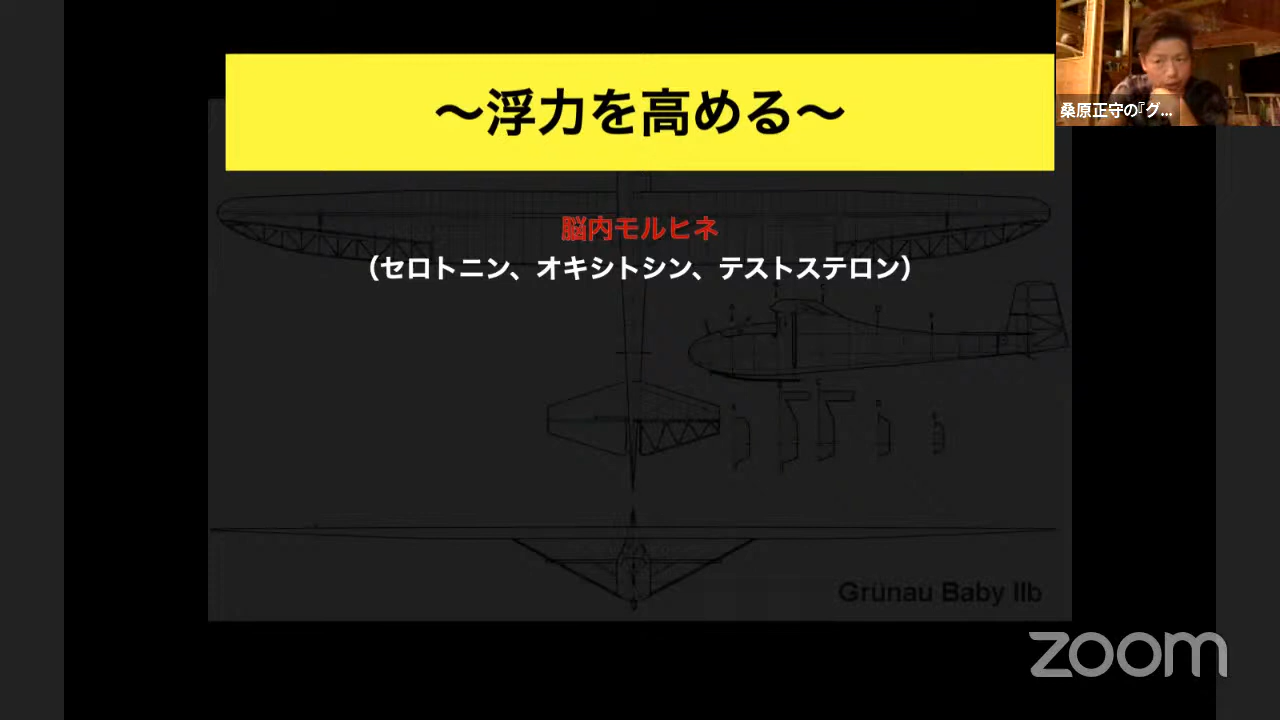 〜浮力を高める〜
桑原正守の『グ...
脳内モルヒネ
（セロトニン、オキシトシン、テストステロン）
Grünau Baby IIb
zoom